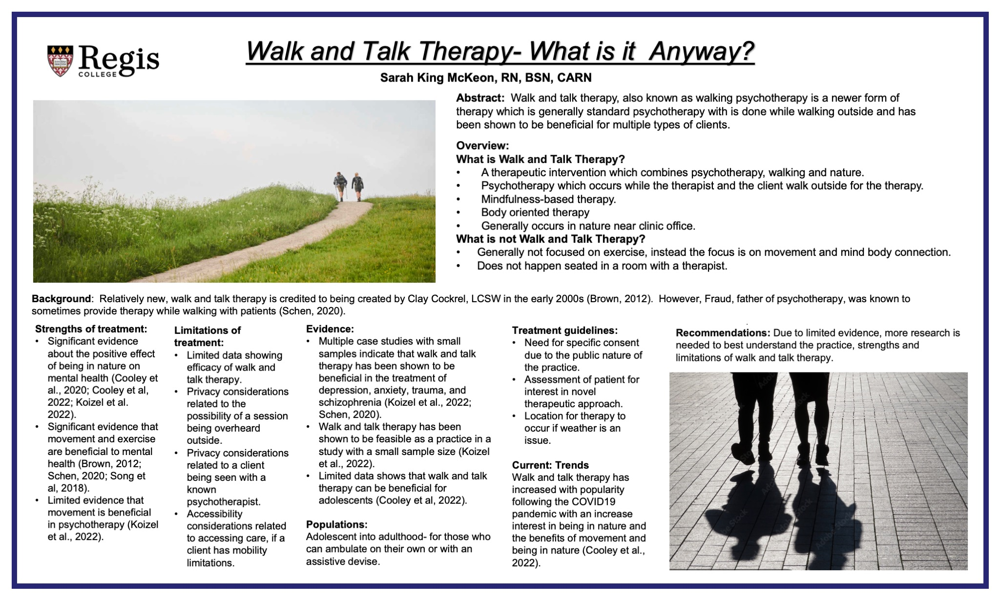 Regis
COLLEGE
Walk and Talk Therapy- What is it  Anyway?
Sarah King McKeon, RN, BSN, CARN
Abstract:  Walk and talk therapy, also known as walking psychotherapy is a newer form of
therapy which is generally standard psychotherapy with is done while walking outside and has
been shown to be beneficial for multiple types of clients.
Overview:
What is Walk and Talk Therapy?
• A therapeutic intervention which combines psychotherapy, walking and nature.
• Psychotherapy which occurs while the therapist and the client walk outside for the therapy.
• Mindfulness-based therapy.
• Body oriented therapy
• Generally occurs in nature near clinic office.
What is not Walk and Talk Therapy?
• Generally not focused on exercise, instead the focus is on movement and mind body connection.
• Does not happen seated in a room with a therapist.
Background:  Relatively new, walk and talk therapy is credited to being created by Clay Cockrel, LCSW in the early 2000s (Brown, 2012).  However, Fraud, father of psychotherapy, was known to
sometimes provide therapy while walking with patients (Schen, 2020).
Strengths of treatment:
• Significant evidence
about the positive effect
of being in nature on
mental health (Cooley et
al., 2020; Cooley et al,
2022; Koizel et al.
2022).
• Significant evidence that
movement and exercise
are beneficial to mental
health (Brown, 2012;
Schen, 2020; Song et
al, 2018).
• Limited evidence that
movement is beneficial
in psychotherapy (Koizel
et al., 2022).
Limitations of
treatment:
• Limited data showing
efficacy of walk and
talk therapy.
• Privacy considerations
related to the
possibility of a session
being overheard
outside.
• Privacy considerations
related to a client
being seen with a
known
psychotherapist.
• Accessibility
considerations related
to accessing care, if a
client has mobility
limitations.
Evidence:
• Multiple case studies with small
samples indicate that walk and talk
therapy has been shown to be
beneficial in the treatment of
depression, anxiety, trauma, and
schizophrenia (Koizel et al., 2022;
Schen, 2020).
• Walk and talk therapy has been
shown to be feasible as a practice in a
study with a small sample size (Koizel
et al., 2022).
• Limited data shows that walk and talk
therapy can be beneficial for
adolescents (Cooley et al, 2022).
Populations:
Adolescent into adulthood- for those who
can ambulate on their own or with an
assistive devise.
Treatment guidelines:
• Need for specific consent
due to the public nature of
the practice.
• Assessment of patient for
interest in novel
therapeutic approach.
• Location for therapy to
occur if weather is an
issue.
Current: Trends
Walk and talk therapy has
increased with popularity
following the COVID19
pandemic with an increase
interest in being in nature and
the benefits of movement and
being in nature (Cooley et al.,
2022).
.
Recommendations: Due to limited evidence, more research is
needed to best understand the practice, strengths and
limitations of walk and talk therapy.
Adobe Stock